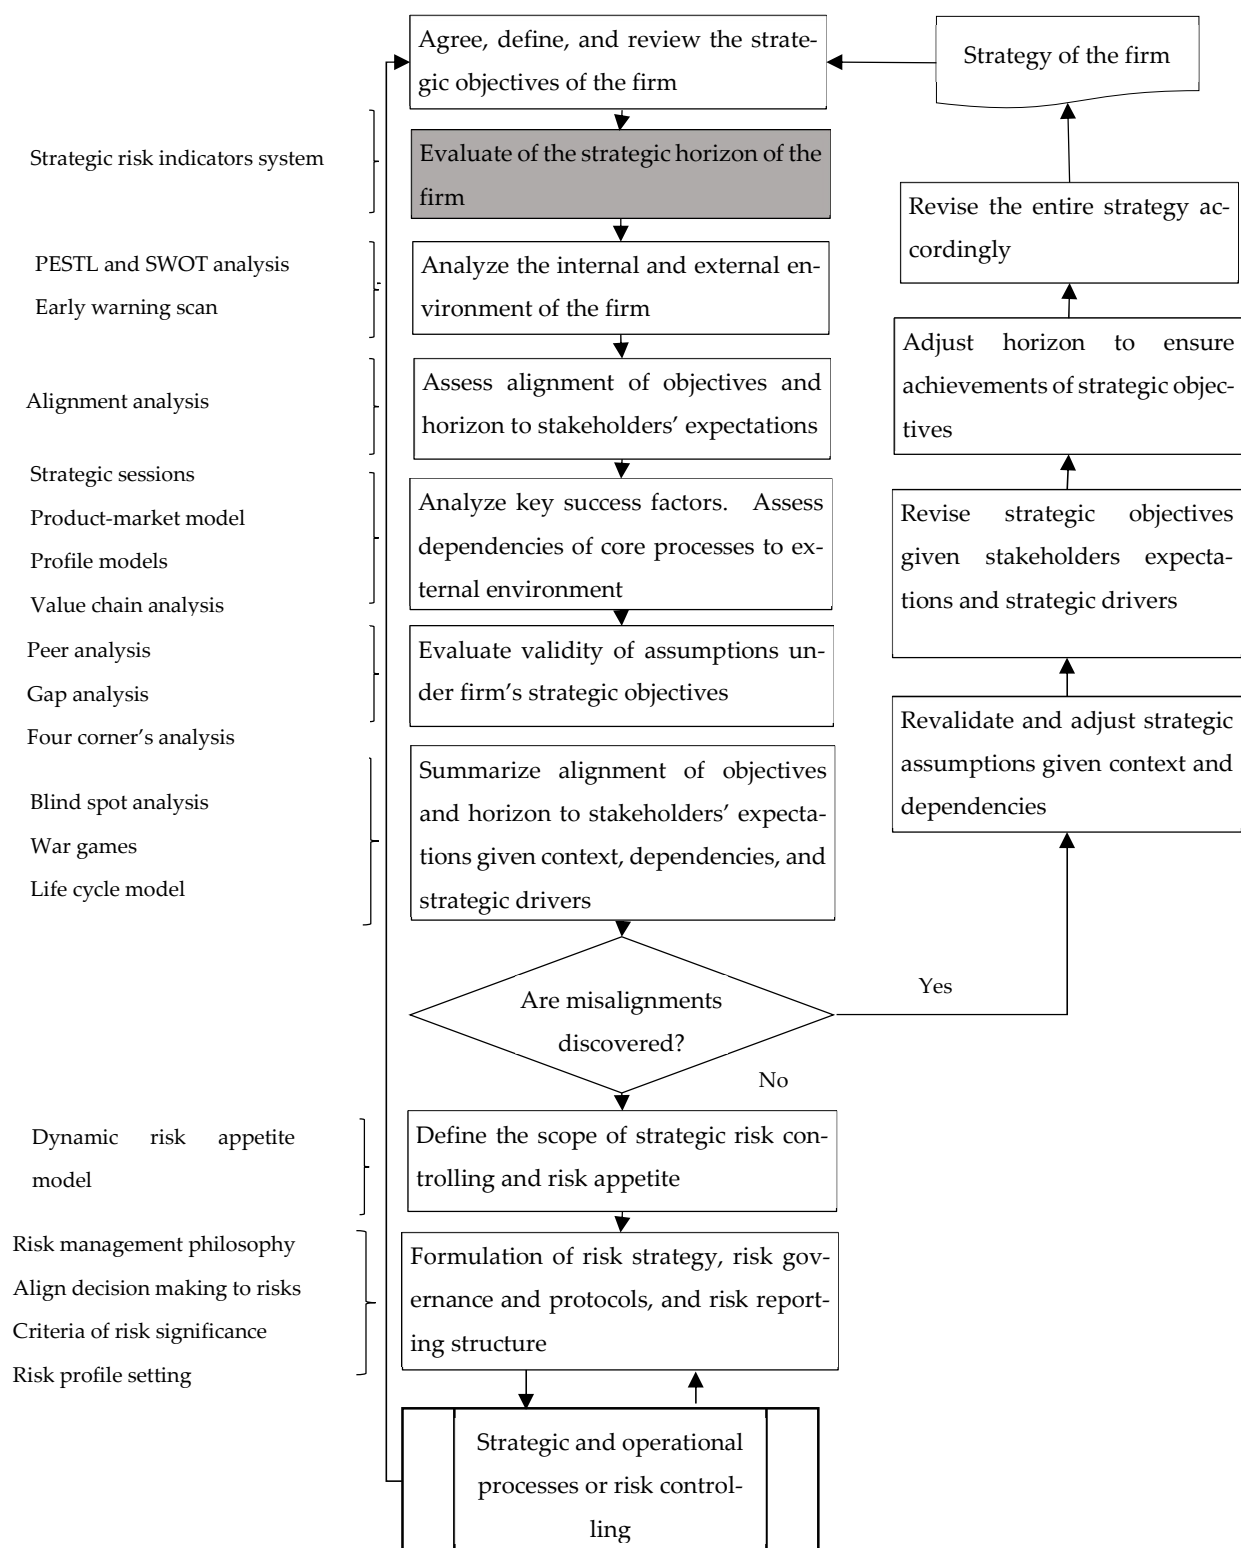 Agree, define, and review the strate-
gic objectives of the firm
Strategy of the firm
Strategic risk indicators system
Evaluate of the strategic horizon of the
firm
Revise the entire strategy ac-
cordingly
PESTL and SWOT analysis
Early warning scan
Analyze the internal and external en-
vironment of the firm
Adjust horizon to ensure
achievements of strategic objec-
tives
Alignment analysis
Assess alignment of objectives and
horizon to stakeholders’ expectations
Strategic sessions
Product-market model
Profile models
Value chain analysis
Analyze key success factors. Assess
dependencies of core processes to ex-
ternal environment
Revise strategic objectives
given stakeholders expecta-
tions and strategic drivers
Peer analysis
Gap analysis
Four corner’s analysis
Evaluate validity of assumptions un-
der firm’s strategic objectives
Revalidate and adjust strategic
assumptions given context and
dependencies
Blind spot analysis
War games
Life cycle model
Summarize alignment of objectives
and horizon to stakeholders’ expecta-
tions given context, dependencies, and
strategic drivers
Are misalignments
discovered?
Yes
No
Dynamic risk appetite
model
Define the scope of strategic risk con-
trolling and risk appetite
Risk management philosophy
Align decision making to risks
Criteria of risk significance
Risk profile setting
Formulation of risk strategy, risk gov-
ernance and protocols, and risk report-
ing structure
Strategic and operational
processes or risk control-
ling